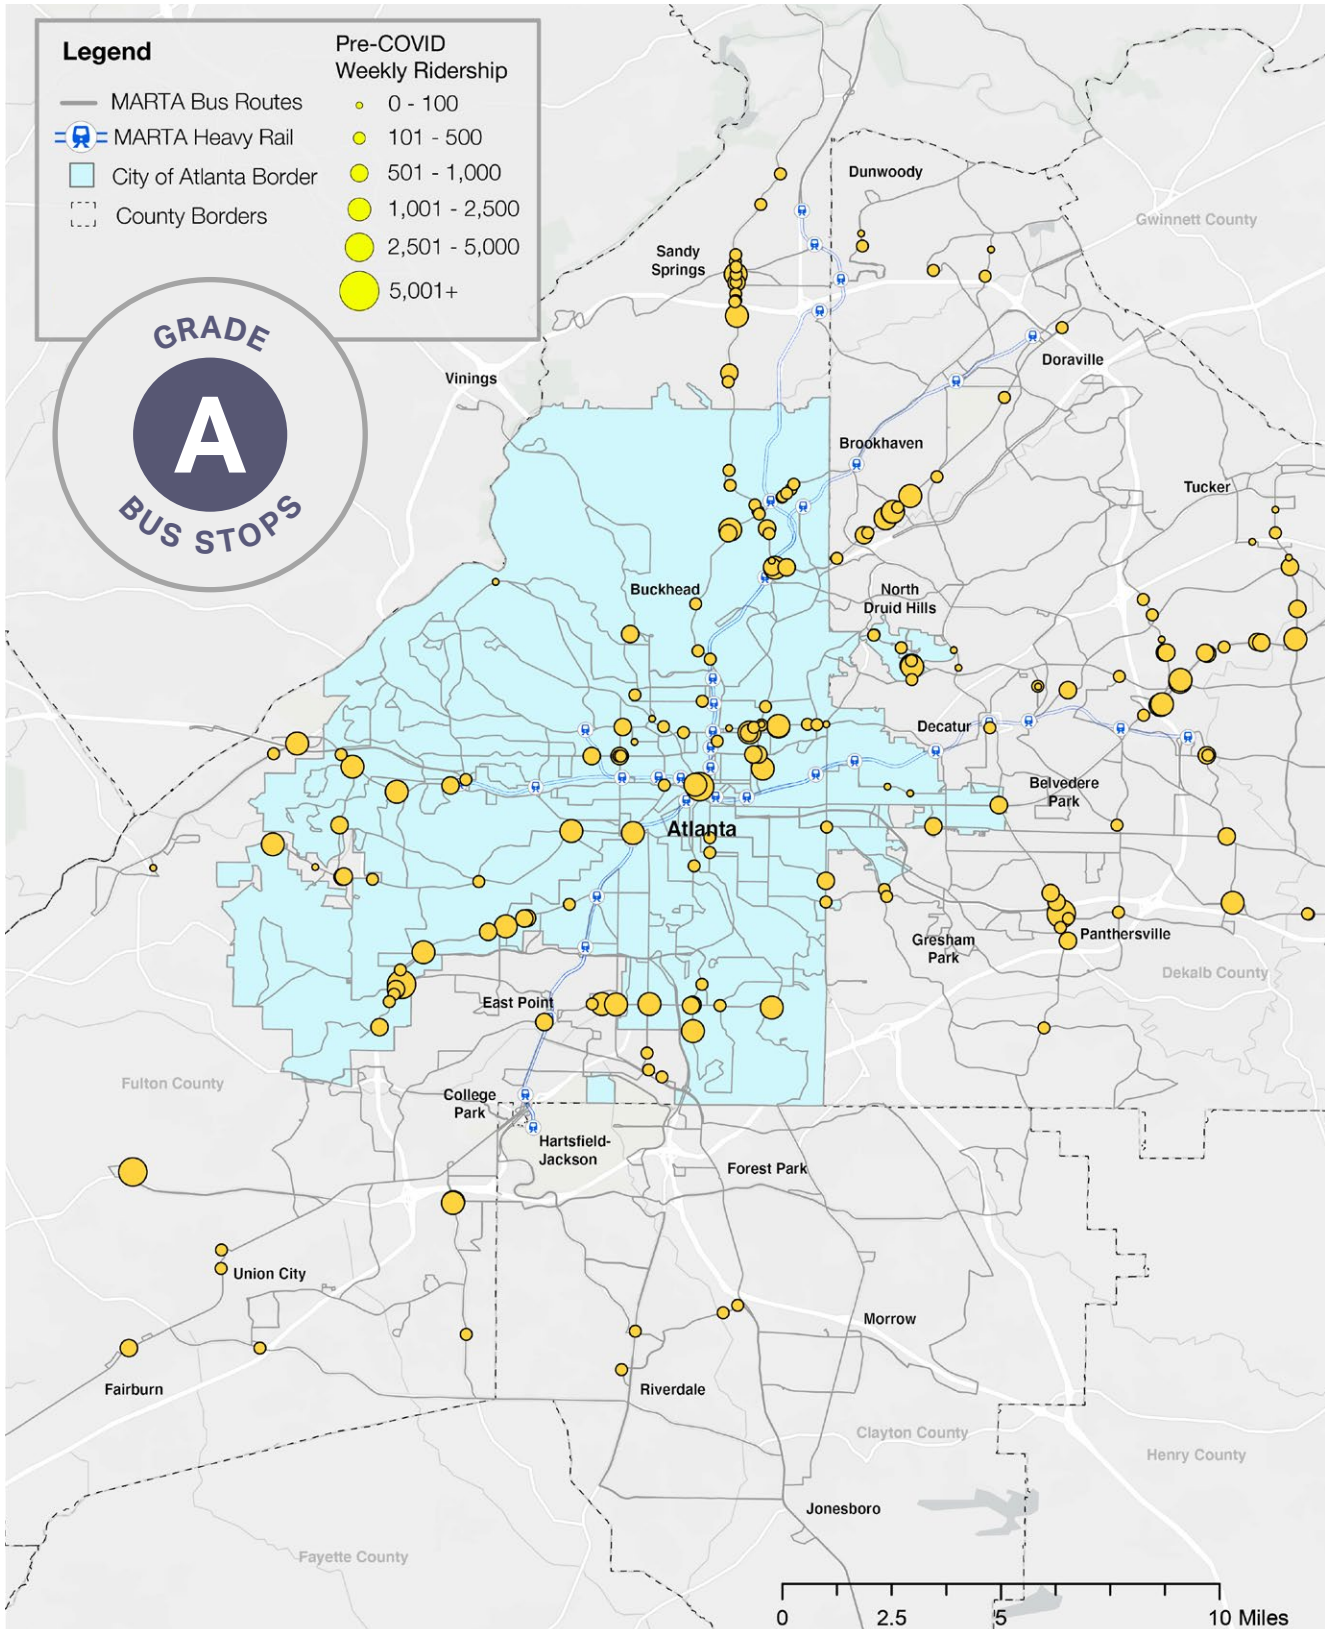 Legend
MARTA Bus Routes
MARTA Heavy Rail
City of Atlanta Border
County Borders
Pre-COVID
Weekly Ridership
0 - 100
101 - 500
501 - 1,000
1,001 - 2,500
2,501 - 5,000
5,001+
GRADE
A
BUS STOPS
Dunwoody
Gwinnett County
Sandy
Springs
Doraville
Vinings
Brookhaven
Tucker
Buckhead
North
Druid Hills
Decatur
Belvedere
Park
Atlanta
Panthersville
Gresham
Park
Dekalb County
East Point
Fulton County
College
Park
Hartsfield-
Jackson
Forest Park
Union City
Morrow
Fairburn
Riverdale
Clayton County
Henry County
Jonesboro
Fayette County
0
2.5
5
10 Miles